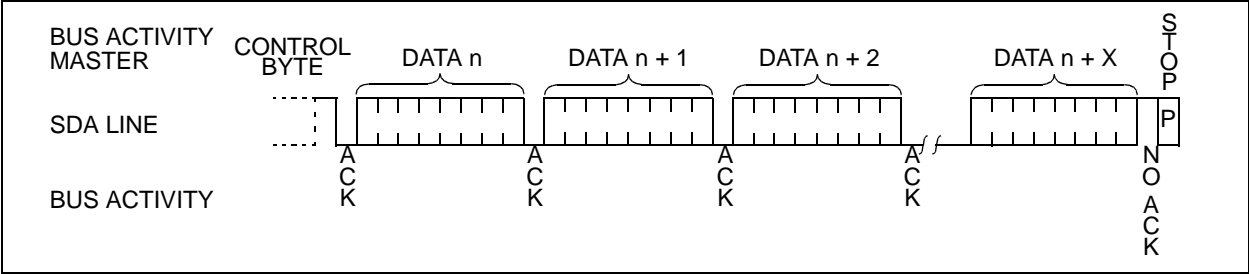 BUS ACTIVITY
MASTER
CONTROL
BYTE
DATA n
DATA n + 1
DATA n + 2
DATA n + X
STOP
SDA LINE
P
ACK
ACK
ACK
ACK
NO ACK
BUS ACTIVITY